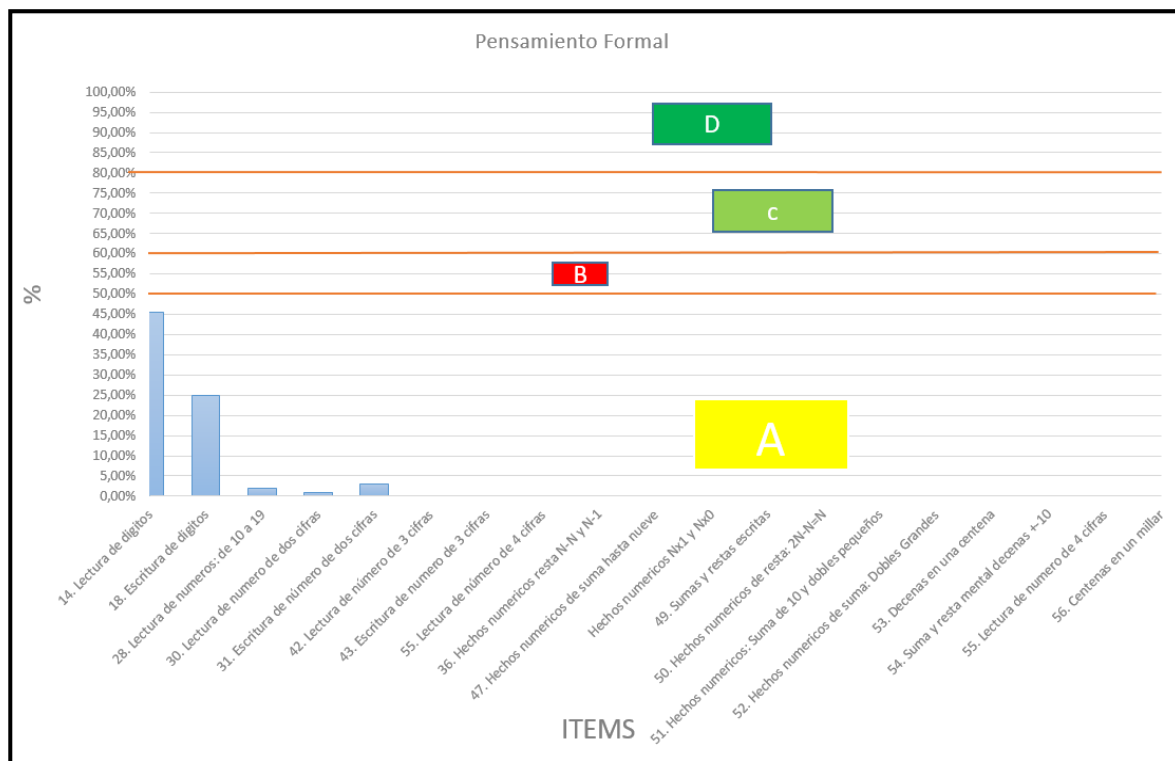 Pensamiento Formal
100,00%
95,00%
90,00%
85,00%
80,00%
75,00%
70,00%
65,00%
60,00%
55,00%
50,00%
45,00%
40,00%
35,00%
30,00%
25,00%
20,00%
15,00%
10,00%
5,00%
0,00%
%
D
c
B
A
14. Lectura de digitos
18. Escritura de digitos
28. Lectura de numeros: de 10 a 19
30. Lectura de número de dos cifras
31. Escritura de número de dos cifras
42. Lectura de número de 3 cifras
43. Escritura de numero de 3 cifras
55. Lectura de número de 4 cifras
36. Hechos numericos resta N-N y N-1
47. Hechos numericos de suma hasta nueve
Hechos numericos Nx1 y Nx0
49. Sumas y restas escritas
50. Hechos numericos de resta: 2N-N=N
51. Hechos numericos: Suma de 10 y dobles pequeños
52. Hechos numericos de suma: Dobles Grandes
53. Decenas en una centena
54. Suma y resta mental decenas +-10
55. Lectura de numero de 4 cifras
56. Centenas en un millar
ITEMS